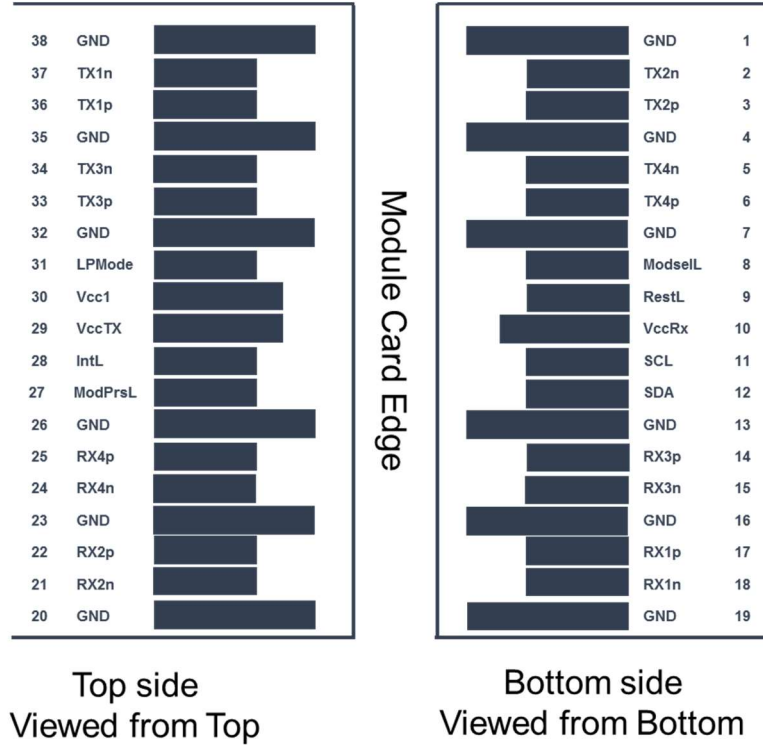 38 GND
37 TX1n
36 TX1p
35 GND
34 TX3n
33 TX3p
32 GND
31 LPMode
30 Vcc1
29 VccTX
28 IntL
27 ModPrsL
26 GND
25 RX4p
24 RX4n
23 GND
22 RX2p
21 RX2n
20 GND
Module Card Edge
GND 1
TX2n 2
TX2p 3
GND 4
TX4n 5
TX4p 6
GND 7
ModselL 8
RestL 9
VccRx 10
SCL 11
SDA 12
GND 13
RX3p 14
RX3n 15
GND 16
RX1p 17
RX1n 18
GND 19
Top side
Viewed from Top
Bottom side
Viewed from Bottom